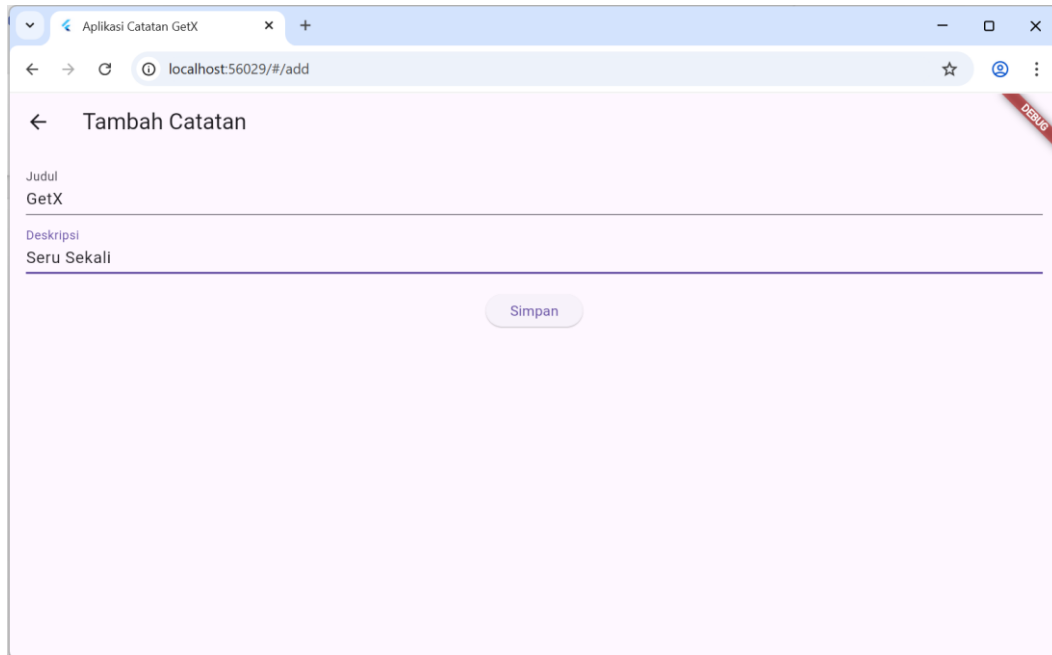 Aplikasi Catatan GetX
localhost:56029/#/add
Tambah Catatan
DEBUG
Judul
GetX
Deskripsi
Seru Sekali
Simpan